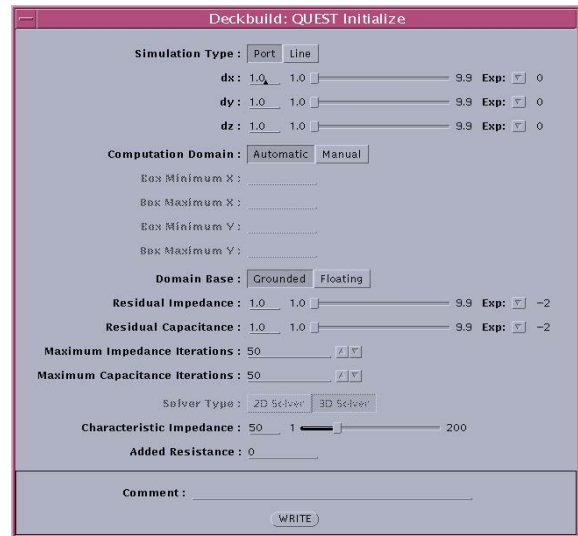 Deckbuild: QUEST Initialize
Simulation Type : Port Line
dx : 1.0 1.0 9.9 Exp: 0
dy : 1.0 1.0 9.9 Exp: 0
dz : 1.0 1.0 9.9 Exp: 0
Computation Domain : Automatic Manual
Box Minimum X :
Box Maximum X :
Box Minimum Y :
Box Maximum Y :
Domain Base : Grounded Floating
Residual Impedance : 1.0 1.0 9.9 Exp: -2
Residual Capacitance : 1.0 1.0 9.9 Exp: -2
Maximum Impedance Iterations : 50
Maximum Capacitance Iterations : 50
Solver Type : 2D Solver 3D Solver
Characteristic Impedance : 50 1 200
Added Resistance : 0
Comment :
WRITE